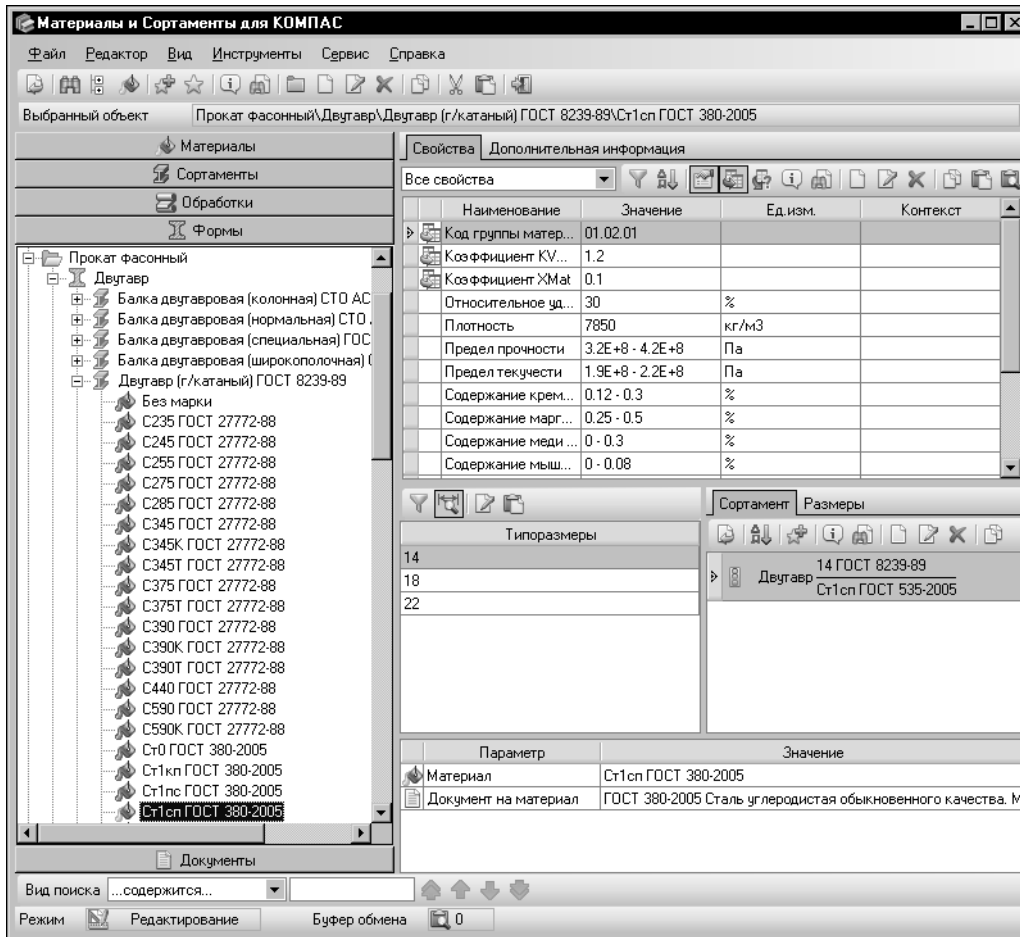 Материалы и Сортаменты для КОМПАС
Файл Редактор Вид Инструменты Сервис Справка
Выбранный объект Прокат фасонный\Двутавр\Двутавр (г/катаный) ГОСТ 8239-89\Ст1сп ГОСТ 380-2005
Материалы
Сортаменты
Обработки
Формы
Прокат фасонный
Двутавр
Балка двутавровая (колонная) СТО АС
Балка двутавровая (нормальная) СТО
Балка двутавровая (специальная) ГОС
Балка двутавровая (широкополочная)
Двутавр (г/катаный) ГОСТ 8239-89
Без марки
С235 ГОСТ 27772-88
С245 ГОСТ 27772-88
С255 ГОСТ 27772-88
С275 ГОСТ 27772-88
С285 ГОСТ 27772-88
С345 ГОСТ 27772-88
С345К ГОСТ 27772-88
С345Т ГОСТ 27772-88
С375 ГОСТ 27772-88
С375Т ГОСТ 27772-88
С390 ГОСТ 27772-88
С390К ГОСТ 27772-88
С390Т ГОСТ 27772-88
С440 ГОСТ 27772-88
С590 ГОСТ 27772-88
С590К ГОСТ 27772-88
Ст0 ГОСТ 380-2005
Ст1кп ГОСТ 380-2005
Ст1пс ГОСТ 380-2005
Ст1сп ГОСТ 380-2005
Документы
Свойства Дополнительная информация
Все свойства
Наименование Значение Ед.изм. Контекст
Код группы матер... 01.02.01
Коэффициент KV... 1.2
Коэффициент XMat 0.1
Относительное уд... 30 %
Плотность 7850 кг/м3
Предел прочности 3.2E+8 - 4.2E+8 Па
Предел текучести 1.9E+8 - 2.2E+8 Па
Содержание крем... 0.12 - 0.3 %
Содержание марг... 0.25 - 0.5 %
Содержание меди ... 0 - 0.3 %
Содержание мыш... 0 - 0.08 %
Типоразмеры
14
18
22
Сортамент Размеры
14 ГОСТ 8239-89
Двутавр
Ст1сп ГОСТ 535-2005
Параметр Значение
Материал Ст1сп ГОСТ 380-2005
Документ на материал ГОСТ 380-2005 Сталь углеродистая обыкновенного качества. М
Вид поиска ...содержится...
Режим Редактирование Буфер обмена 0